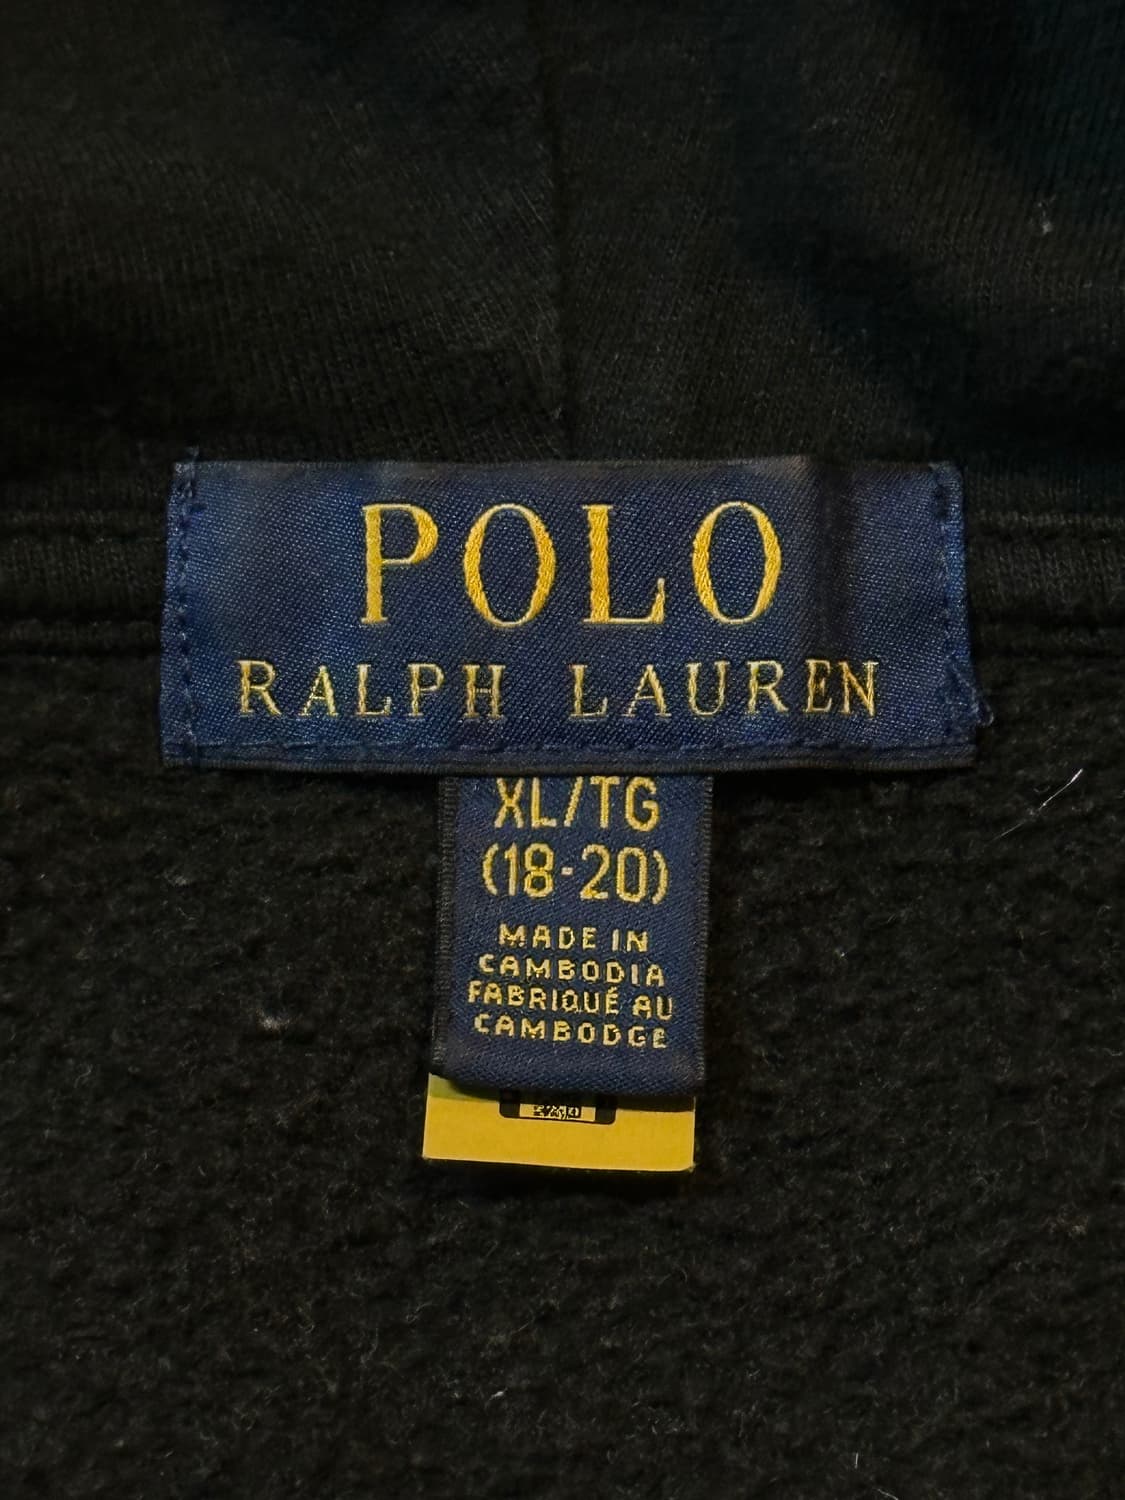 POLO
RALPH LAUREN
XL/TG
(18-20)
MADE IN
CAMBODIA
FABRIQUÉ AU
CAMBODGE